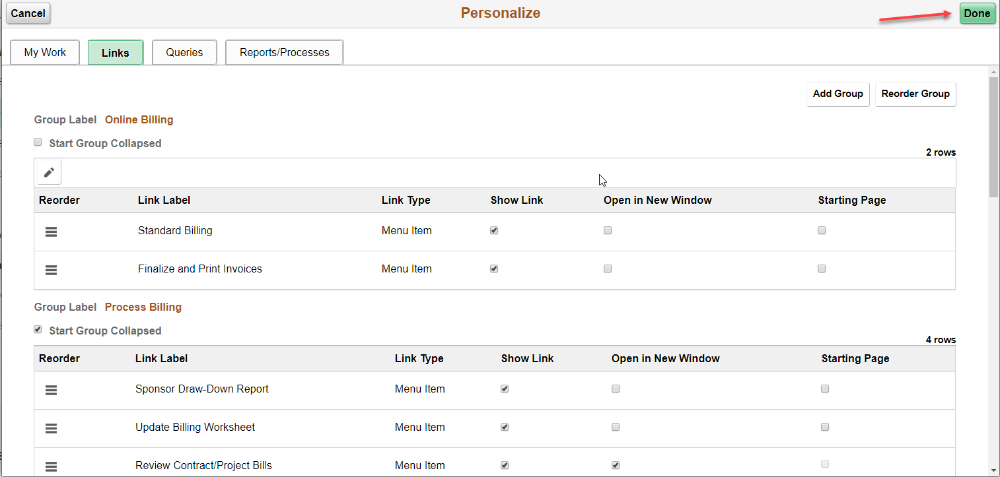 Cancel Personalize Done
My Work Links Queries Reports/Processes
Add Group Reorder Group
Group Label Online Billing
Start Group Collapsed
2 rows
Reorder Link Label Link Type Show Link Open in New Window Starting Page
Standard Billing Menu Item
Finalize and Print Invoices Menu Item
Group Label Process Billing
Start Group Collapsed
4 rows
Reorder Link Label Link Type Show Link Open in New Window Starting Page
Sponsor Draw-Down Report Menu Item
Update Billing Worksheet Menu Item
Review Contract/Project Bills Menu Item